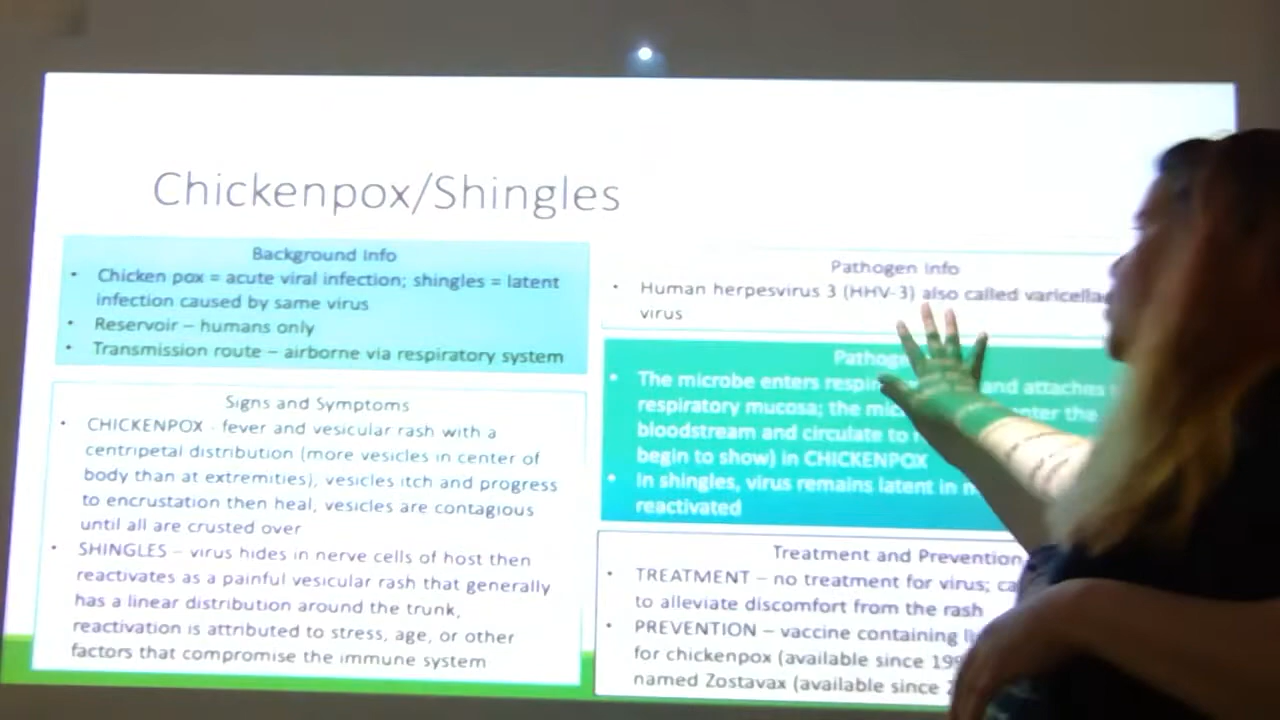 Chickenpox/Shingles
Background Info
• Chicken pox = acute viral infection; shingles = latent
infection caused by same virus
• Reservoir – humans only
• Transmission route – airborne via respiratory system
Signs and Symptoms
• CHICKENPOX - fever and vesicular rash with a
centripetal distribution (more vesicles in center of
body than at extremities), vesicles itch and progress
to encrustation then heal, vesicles are contagious
until all are crusted over
• SHINGLES – virus hides in nerve cells of host then
reactivates as a painful vesicular rash that generally
has a linear distribution around the trunk,
reactivation is attributed to stress, age, or other
factors that compromise the immune system
Pathogen Info
• Human herpesvirus 3 (HHV-3) also called
virus
• The microbe enters and attaches
respiratory mucosa; the enter the
bloodstream and circulate to
begin to show) in CHICKENPOX
• In shingles, virus remains latent in
reactivated
Treatment and Prevention
• TREATMENT – no treatment for virus;
to alleviate discomfort from the rash
• PREVENTION – vaccine containing
for chickenpox (available since
named Zostavax (available since